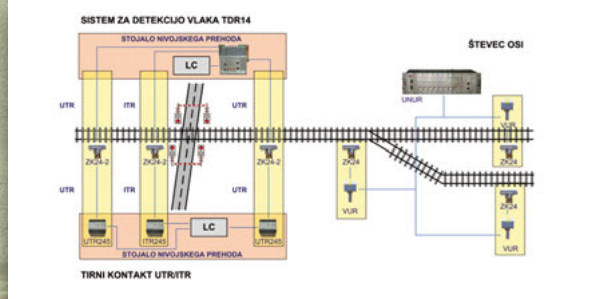 SISTEM ZA DETEKCIJO VLAKA TDR14
STOJALO NIVOJSKEGA PREHODA
LC
ŠTEVEC OSI
UNUR
UTR
ITR
UTR
VUR
ZK24-2
ZK24-2
ZK24-2
ZK24
ZK24
UTR
ITR
UTR
VUR
ZK24
VUR
LC
UTR245
ITR245
UTR245
STOJALO NIVOJSKEGA PREHODA
TIRNI KONTAKT UTR/ITR